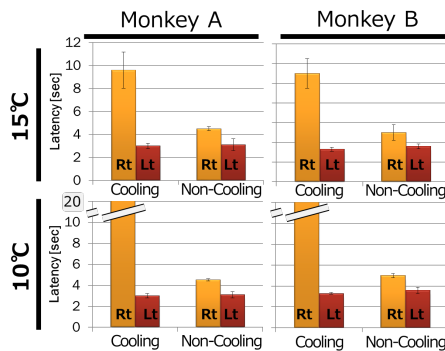 Monkey A
Monkey B
15℃
Latency [sec]
12
10
8
6
4
2
0
Rt
Lt
Rt
Lt
Rt
Lt
Rt
Lt
Cooling
Non-Cooling
Cooling
Non-Cooling
10℃
Latency [sec]
20
10
8
6
4
2
0
Rt
Lt
Rt
Lt
Rt
Lt
Rt
Lt
Cooling
Non-Cooling
Cooling
Non-Cooling